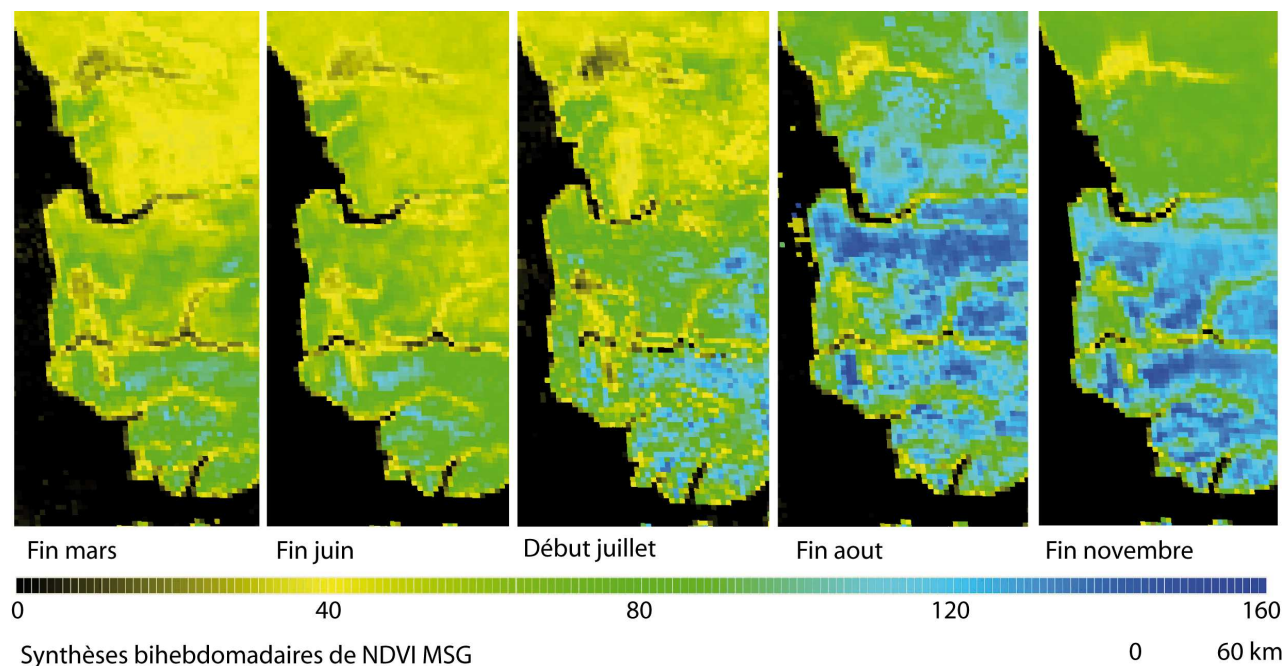 Fin mars Fin juin Début juillet Fin aout Fin novembre
0 40 80 120 160
Synthèses bihebdomadaires de NDVI MSG 0 60 km